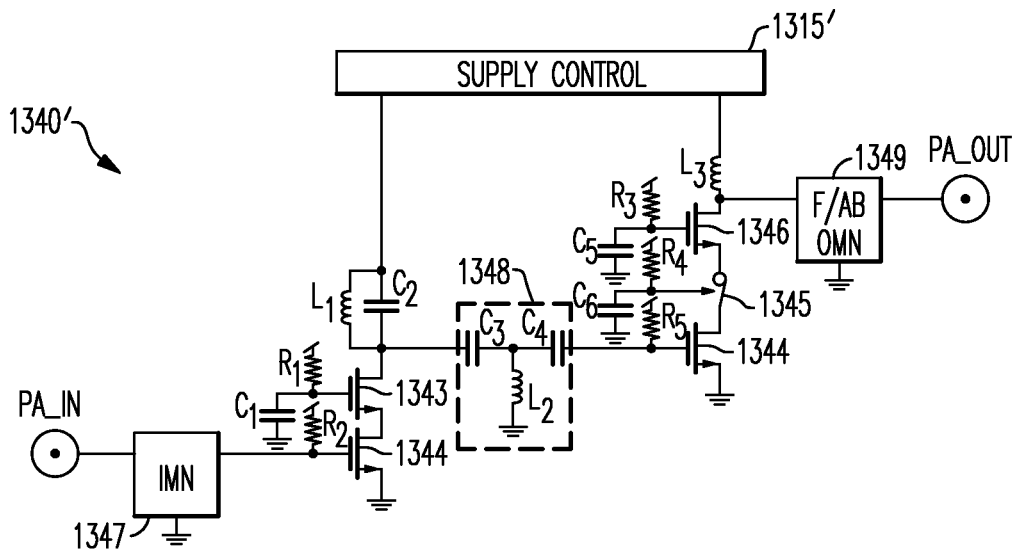 1315′
SUPPLY CONTROL
1340′
1349
PA_OUT
L3
R3
F/AB
OMN
1346
C5
R4
1348
L1
C2
C6
1345
C3
C4
R5
R1
1343
1344
PA_IN
C1
R2
L2
1344
IMN
1347